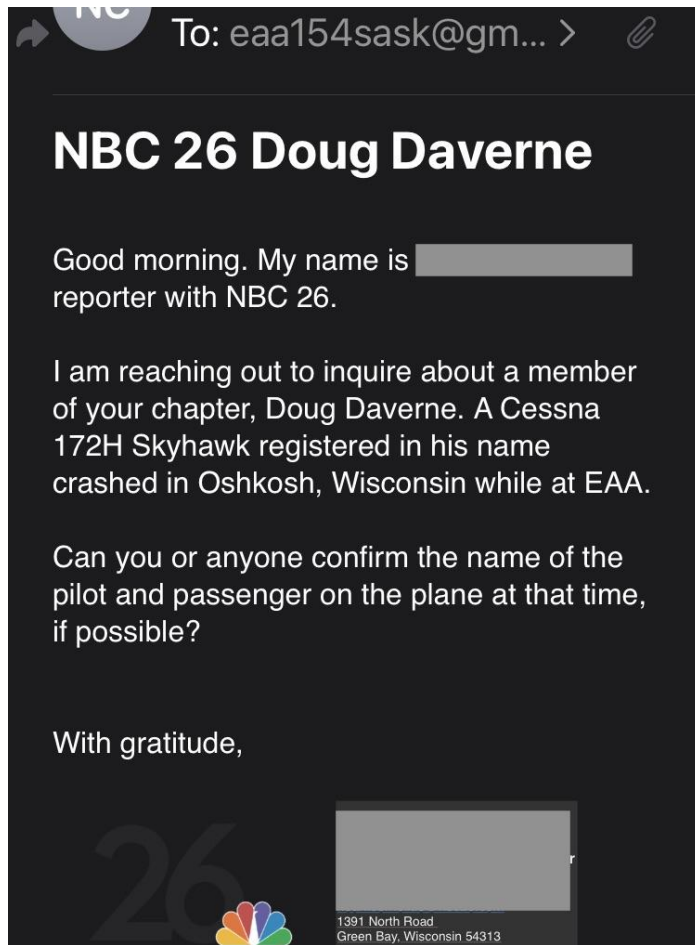 NC
To: eaa154sask@gm... >
NBC 26 Doug Daverne
Good morning. My name is
reporter with NBC 26.
I am reaching out to inquire about a member
of your chapter, Doug Daverne. A Cessna
172H Skyhawk registered in his name
crashed in Oshkosh, Wisconsin while at EAA.
Can you or anyone confirm the name of the
pilot and passenger on the plane at that time,
if possible?
With gratitude,
26
r
1391 North Road
Green Bay, Wisconsin 54313